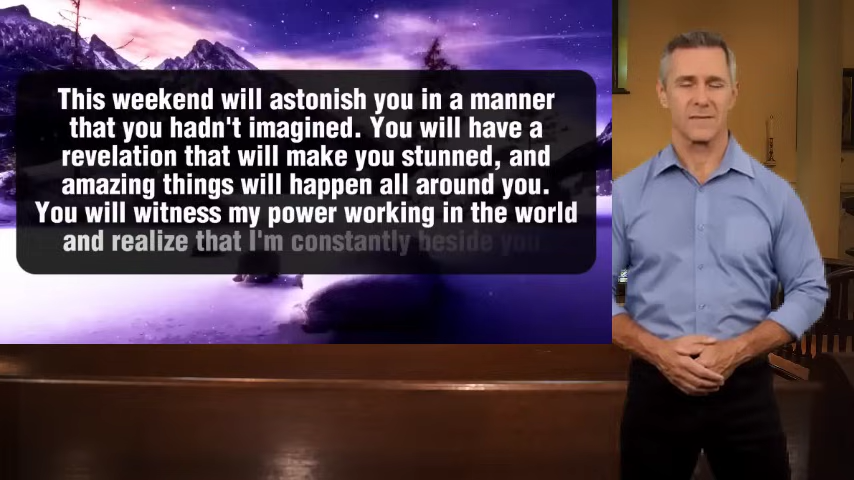 This weekend will astonish you in a manner
that you hadn't imagined. You will have a
revelation that will make you stunned, and
amazing things will happen all around you.
You will witness my power working in the world
and realize that I'm constantly beside you